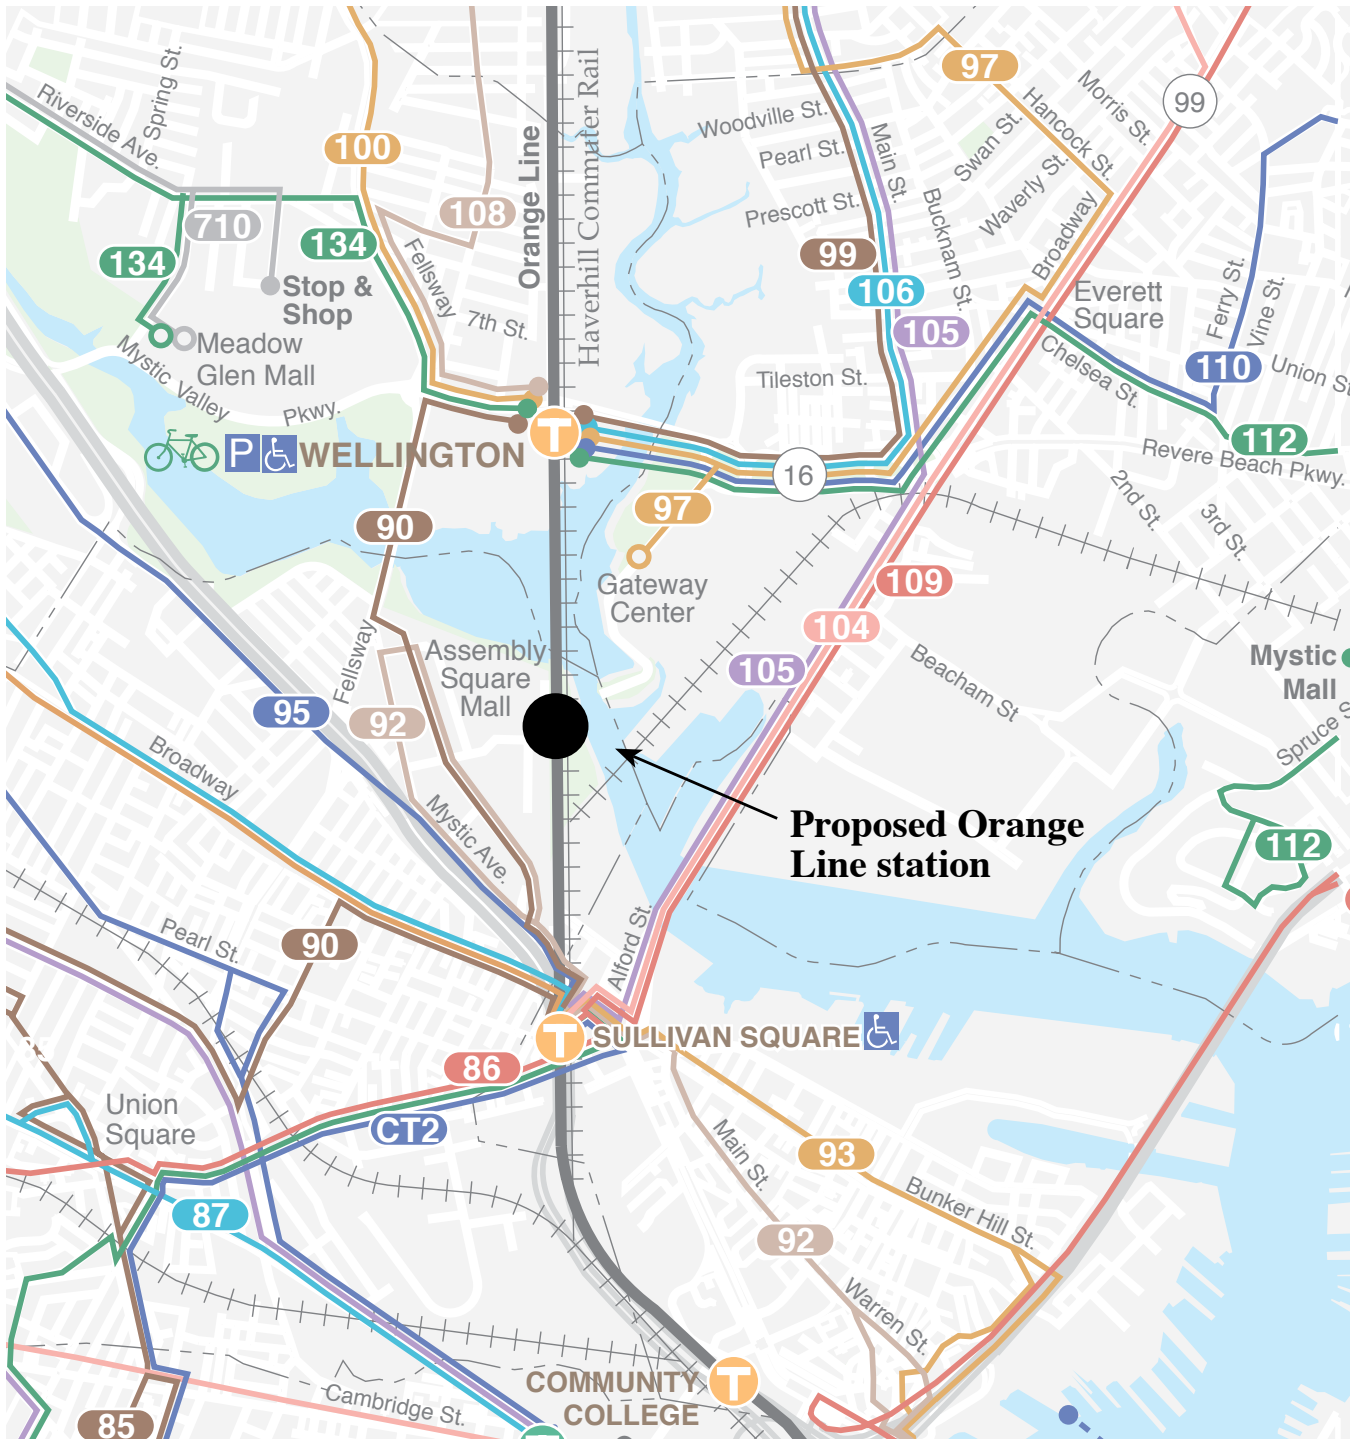 97
99
Riverside Ave.
Spring St.
Orange Line
Haverhill Commuter Rail
Woodville St.
Pearl St.
Prescott St.
Main St.
Bucknam St.
Swan St.
Waverly St.
Hancock St.
Morris St.
Broadway
100
108
710
134
134
Fellsway
7th St.
Stop &
Shop
Meadow
Glen Mall
Mystic Valley
Pkwy.
99
106
105
Everett
Square
Ferry St.
Vine St.
110
Union St
Chelsea St.
112
Tileston St.
P
WELLINGTON
T
16
97
Revere Beach Pkwy.
2nd St.
3rd St.
90
Gateway
Center
109
104
105
Beacham St
Mystic
Mall
Spruce S
Fellsway
Assembly
Square
Mall
95
92
Broadway
Mystic Ave.
Proposed Orange
Line station
112
Pearl St.
90
Alford St.
T
SULLIVAN SQUARE
86
CT2
Union
Square
87
93
Main St.
Bunker Hill St.
92
Warren St.
COMMUNITY
COLLEGE
T
Cambridge St.
85